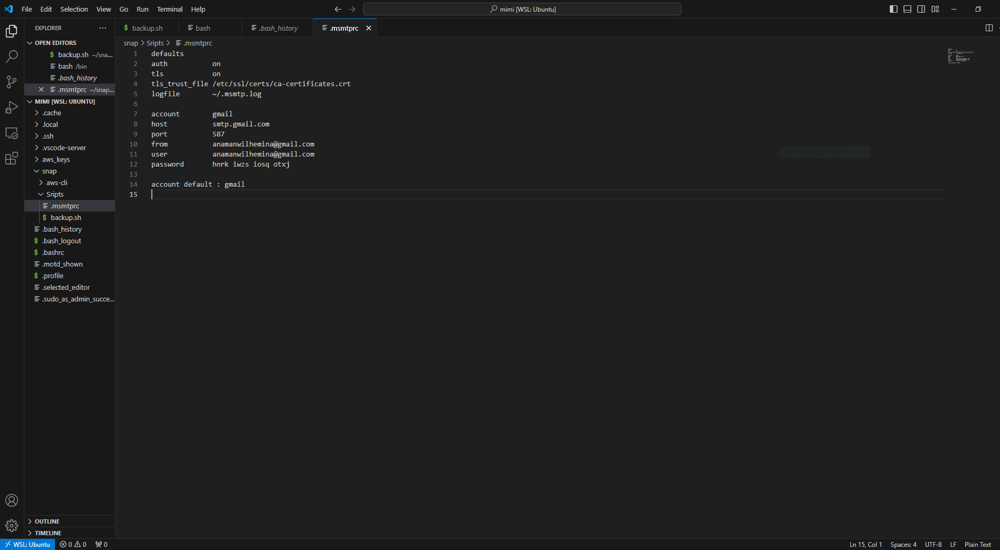 File Edit Selection View Go Run Terminal Help
mimi [WSL: Ubuntu]
EXPLORER
OPEN EDITORS
$ backup.sh ~/sna...
bash /bin
.bash_history
.msmtprc ~/snap...
MIMI [WSL: UBUNTU]
.cache
.local
.ssh
.vscode-server
aws_keys
snap
aws-cli
Sripts
.msmtprc
$ backup.sh
.bash_history
$ .bash_logout
$ .bashrc
.motd_shown
$ .profile
.selected_editor
.sudo_as_admin_succe...
OUTLINE
TIMELINE
$ backup.sh bash .bash_history .msmtprc
snap > Sripts > .msmtprc
1 defaults
2 auth on
3 tls on
4 tls_trust_file /etc/ssl/certs/ca-certificates.crt
5 logfile ~/.msmtp.log
6
7 account gmail
8 host smtp.gmail.com
9 port 587
10 from anamanwilhemina@gmail.com
11 user anamanwilhemina@gmail.com
12 password hnrk iwzs iosq otxj
13
14 account default : gmail
15
Rectangular Snip
WSL: Ubuntu 0 0 0 Ln 15, Col 1 Spaces: 4 UTF-8 LF Plain Text